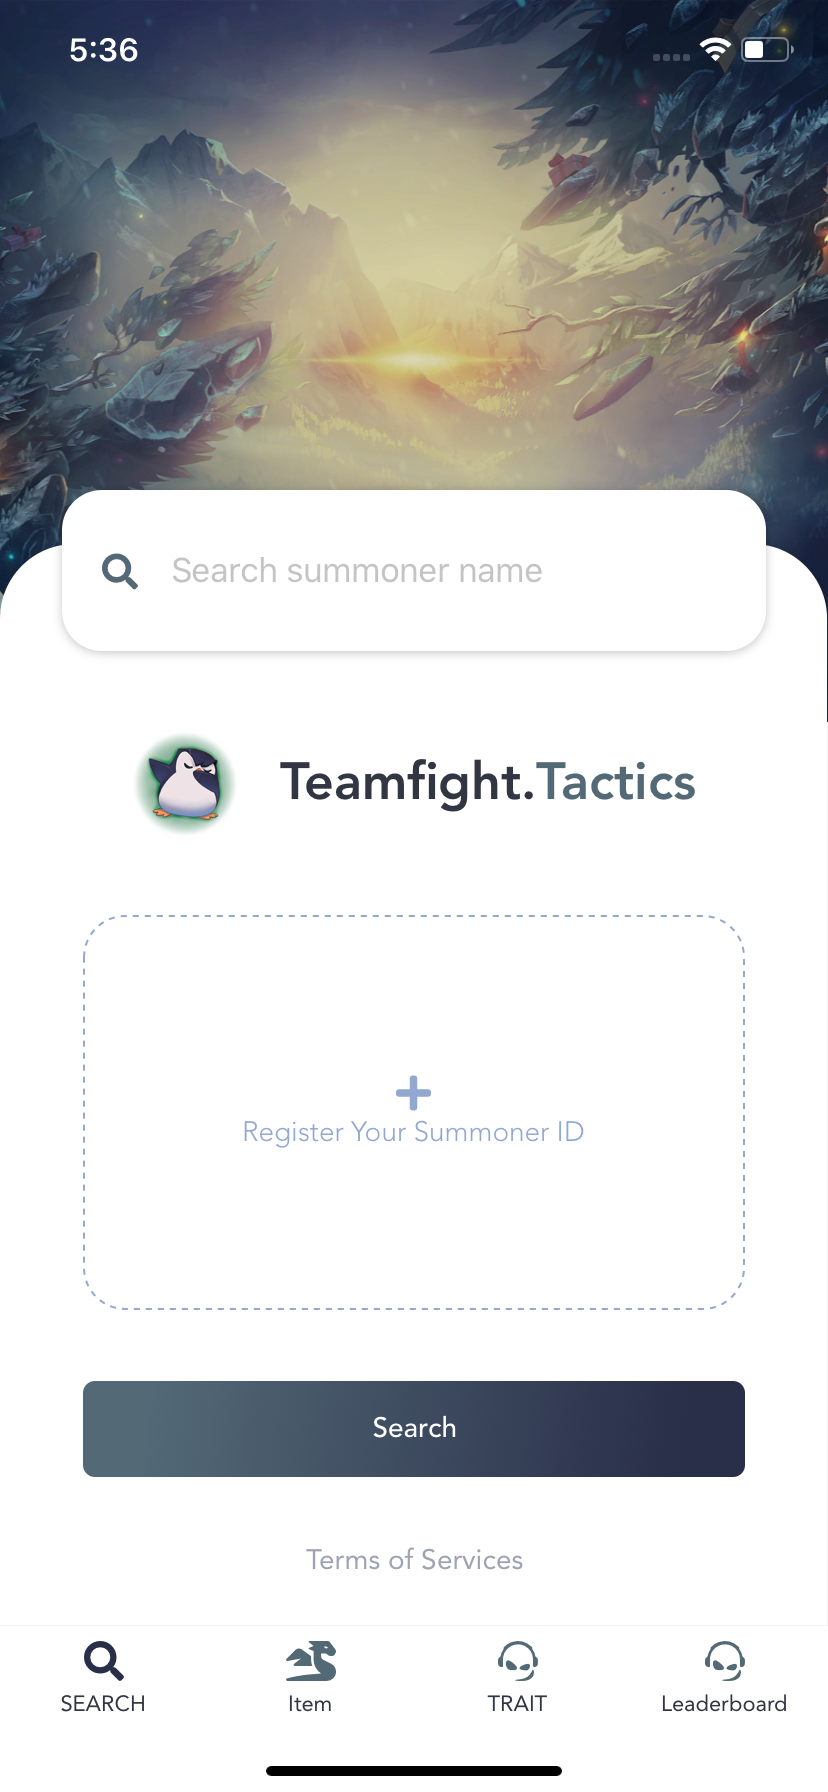 5:36
Search summoner name
Teamfight.Tactics
Register Your Summoner ID
Search
Terms of Services
SEARCH
Item
TRAIT
Leaderboard